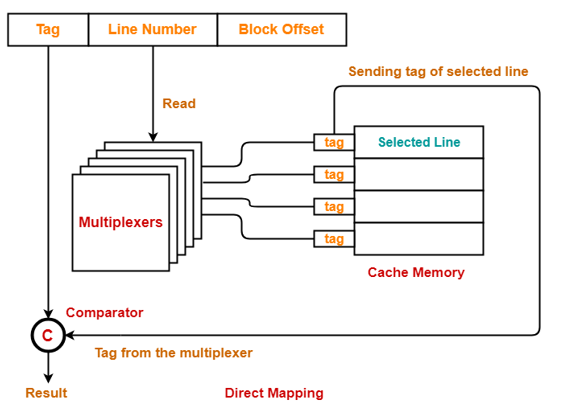 Tag
Line Number
Block Offset
Sending tag of selected line
Read
tag
Selected Line
tag
tag
tag
Multiplexers
Cache Memory
Comparator
C
Tag from the multiplexer
Result
Direct Mapping